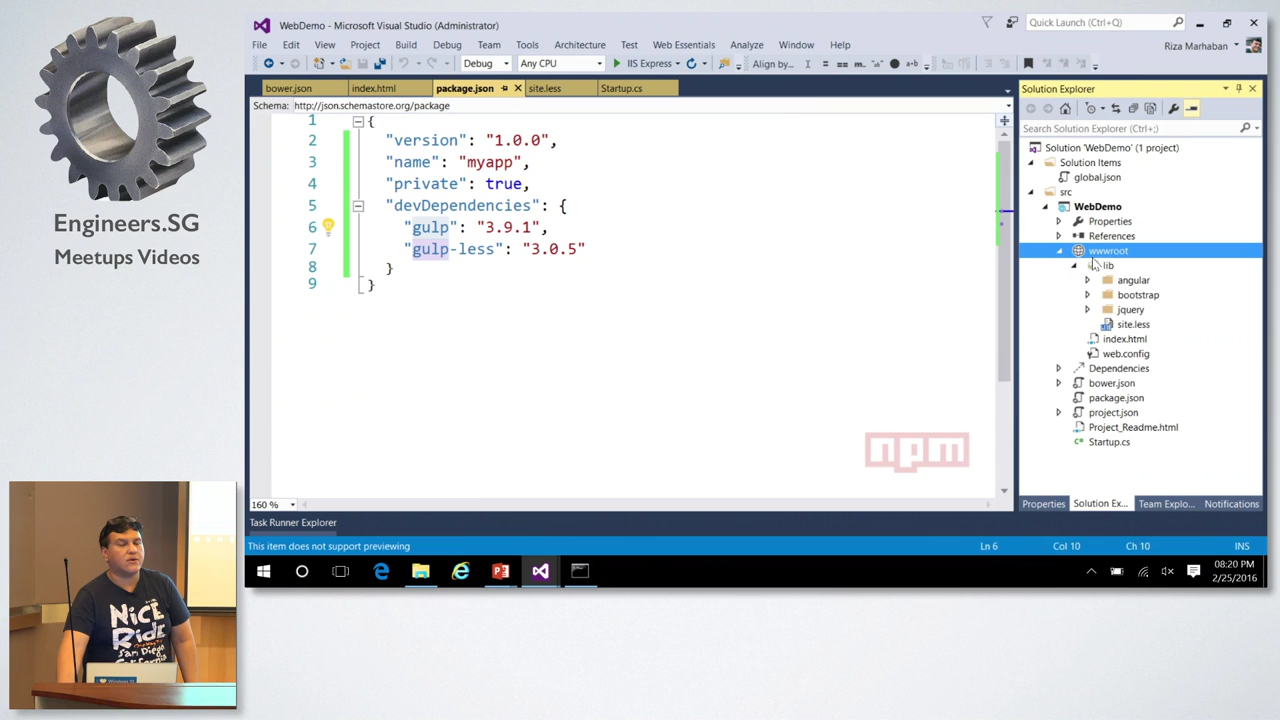 Engineers.SG
Meetups Videos
WebDemo - Microsoft Visual Studio (Administrator)
Quick Launch (Ctrl+Q)
File Edit View Project Build Debug Team Tools Architecture Test Web Essentials Analyze Window Help
Riza Marhaban
Debug Any CPU IIS Express Align by...
bower.json index.html package.json site.less Startup.cs
Schema: http://json.schemastore.org/package
1 {
2 "version": "1.0.0",
3 "name": "myapp",
4 "private": true,
5 "devDependencies": {
6 "gulp": "3.9.1",
7 "gulp-less": "3.0.5"
8 }
9 }
npm
160 %
Solution Explorer
Search Solution Explorer (Ctrl+;)
Solution 'WebDemo' (1 project)
Solution Items
global.json
src
WebDemo
Properties
References
wwwroot
lib
angular
bootstrap
jquery
site.less
index.html
web.config
Dependencies
bower.json
package.json
project.json
Project_Readme.html
Startup.cs
Properties Solution Ex... Team Explo... Notifications
Task Runner Explorer
This item does not support previewing Ln 6 Col 10 Ch 10 INS
08:20 PM
2/25/2016
NICE
RIDE
San Diego
California